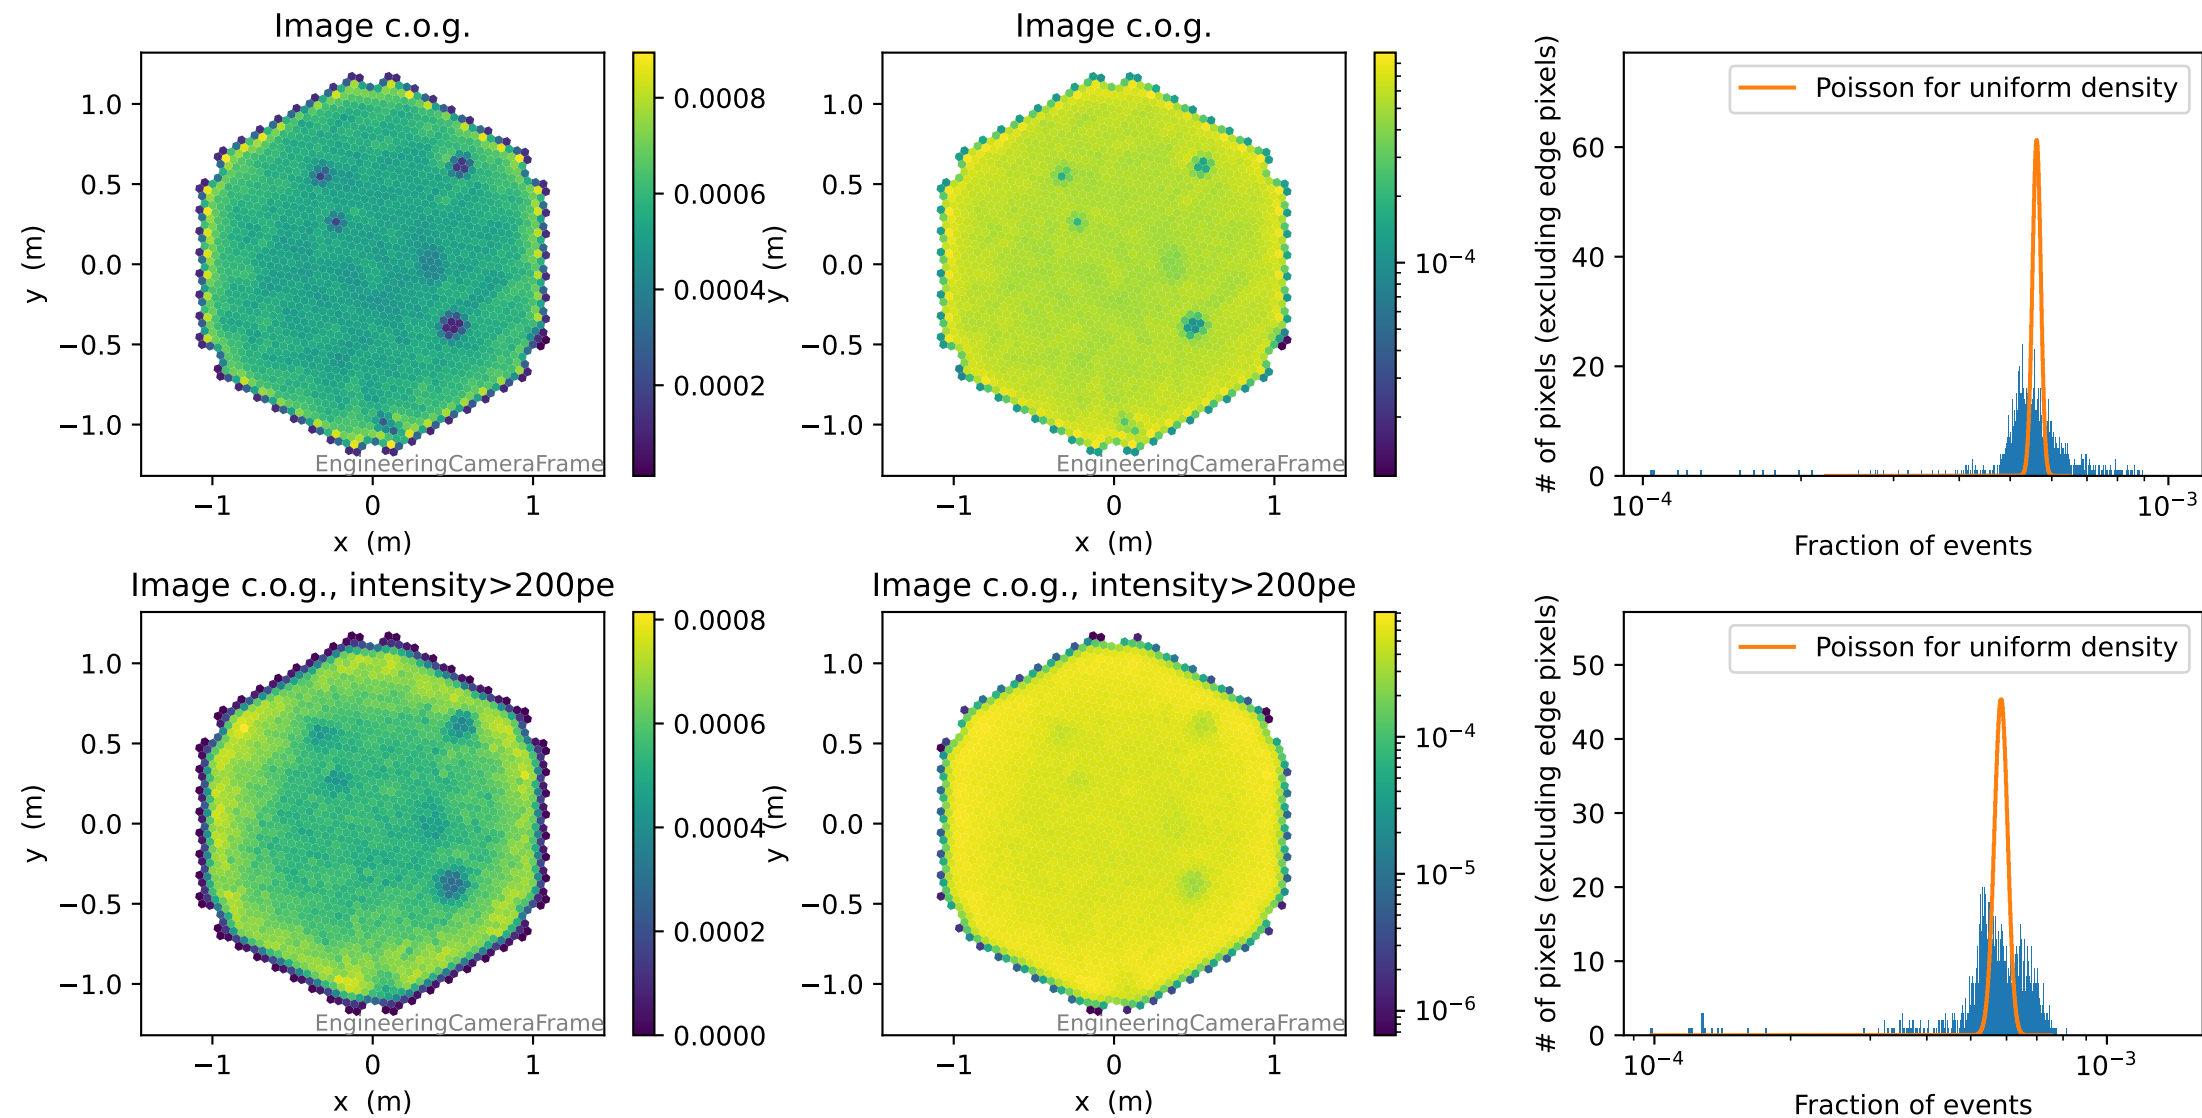 Image c.o.g.
1.0
0.5
0.0
−0.5
−1.0
y (m)
−1
0
1
x (m)
EngineeringCameraFrame
0.0008
0.0006
0.0004
0.0002
Image c.o.g.
1.0
0.5
0.0
−0.5
−1.0
y (m)
−1
0
1
x (m)
EngineeringCameraFrame
10⁻⁴
Poisson for uniform density
# of pixels (excluding edge pixels)
60
40
20
0
10⁻⁴
10⁻³
Fraction of events
Image c.o.g., intensity>200pe
1.0
0.5
0.0
−0.5
−1.0
y (m)
−1
0
1
x (m)
EngineeringCameraFrame
0.0008
0.0006
0.0004
0.0002
0.0000
Image c.o.g., intensity>200pe
1.0
0.5
0.0
−0.5
−1.0
y (m)
−1
0
1
x (m)
EngineeringCameraFrame
10⁻⁴
10⁻⁵
10⁻⁶
Poisson for uniform density
# of pixels (excluding edge pixels)
50
40
30
20
10
0
10⁻⁴
10⁻³
Fraction of events